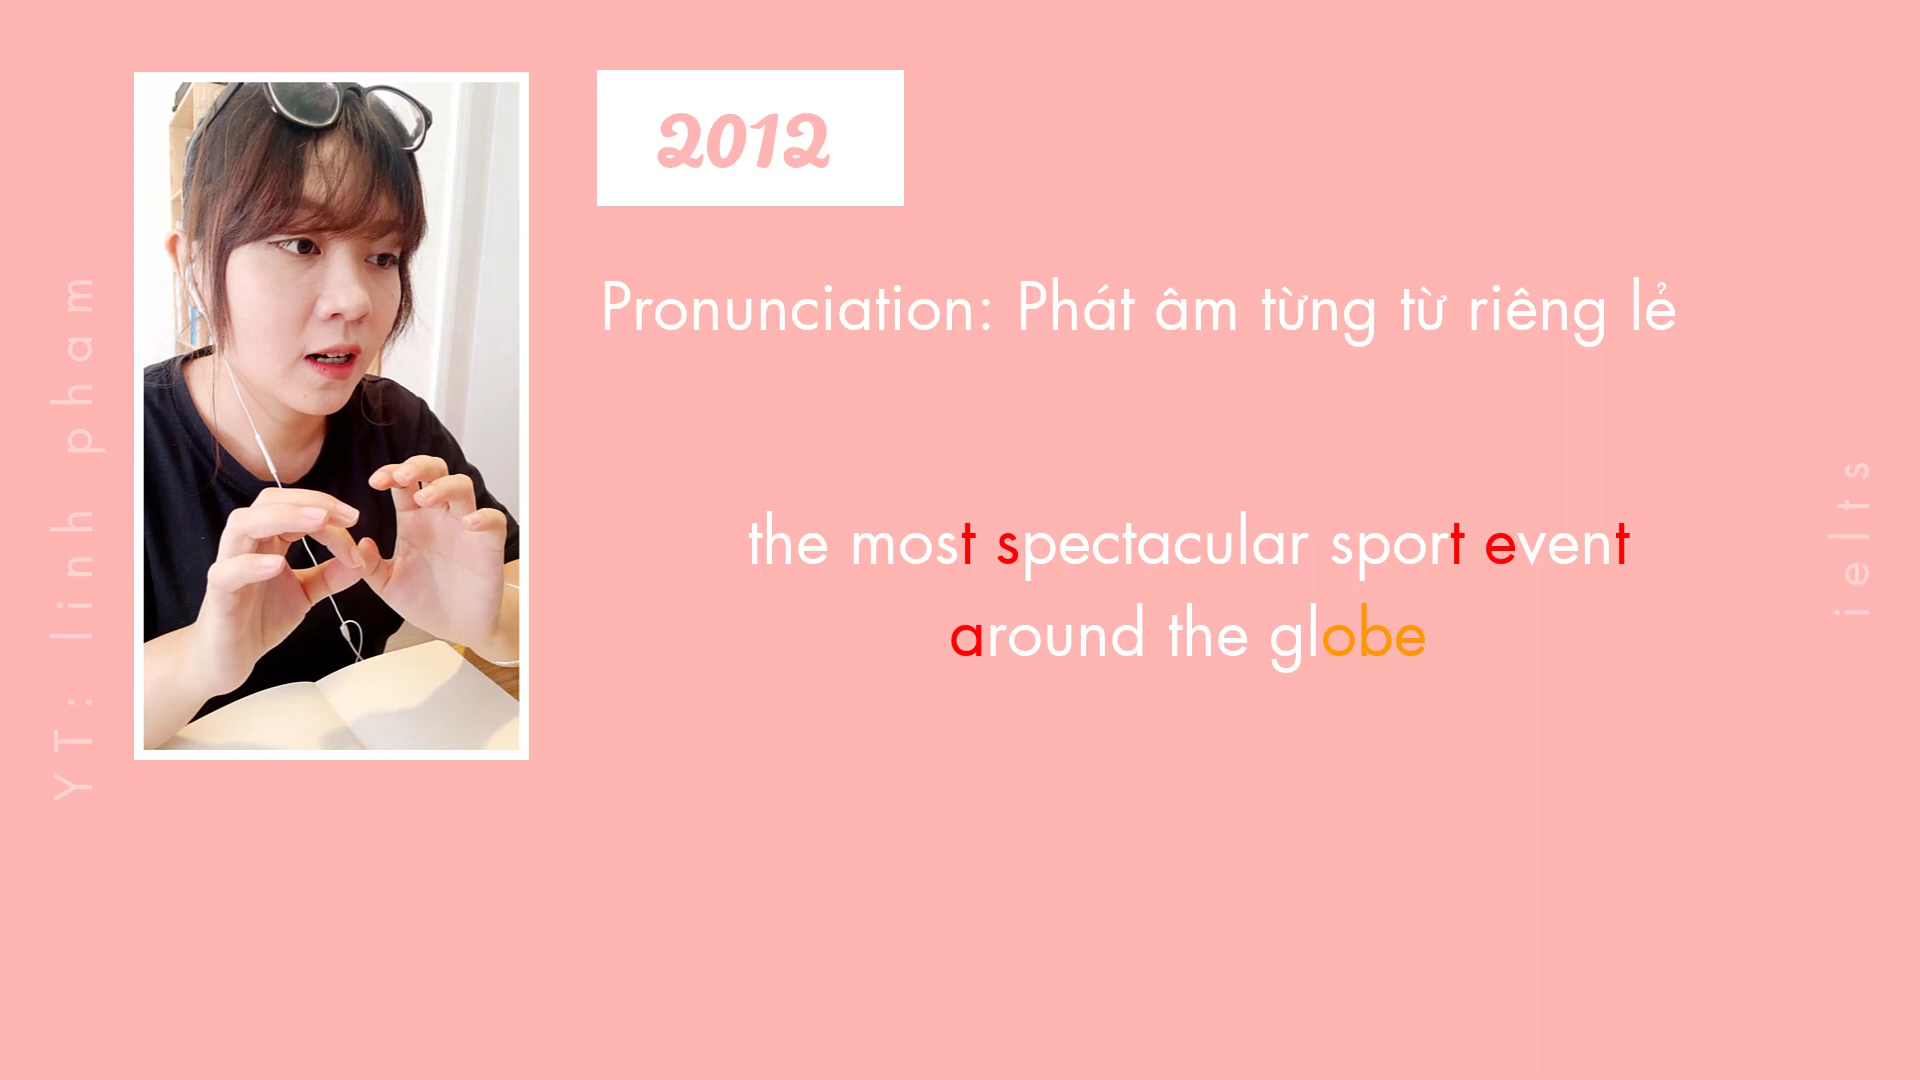 YT: linh pham
2012
Pronunciation: Phát âm từng từ riêng lẻ
the most spectacular sport event
around the globe
ielts